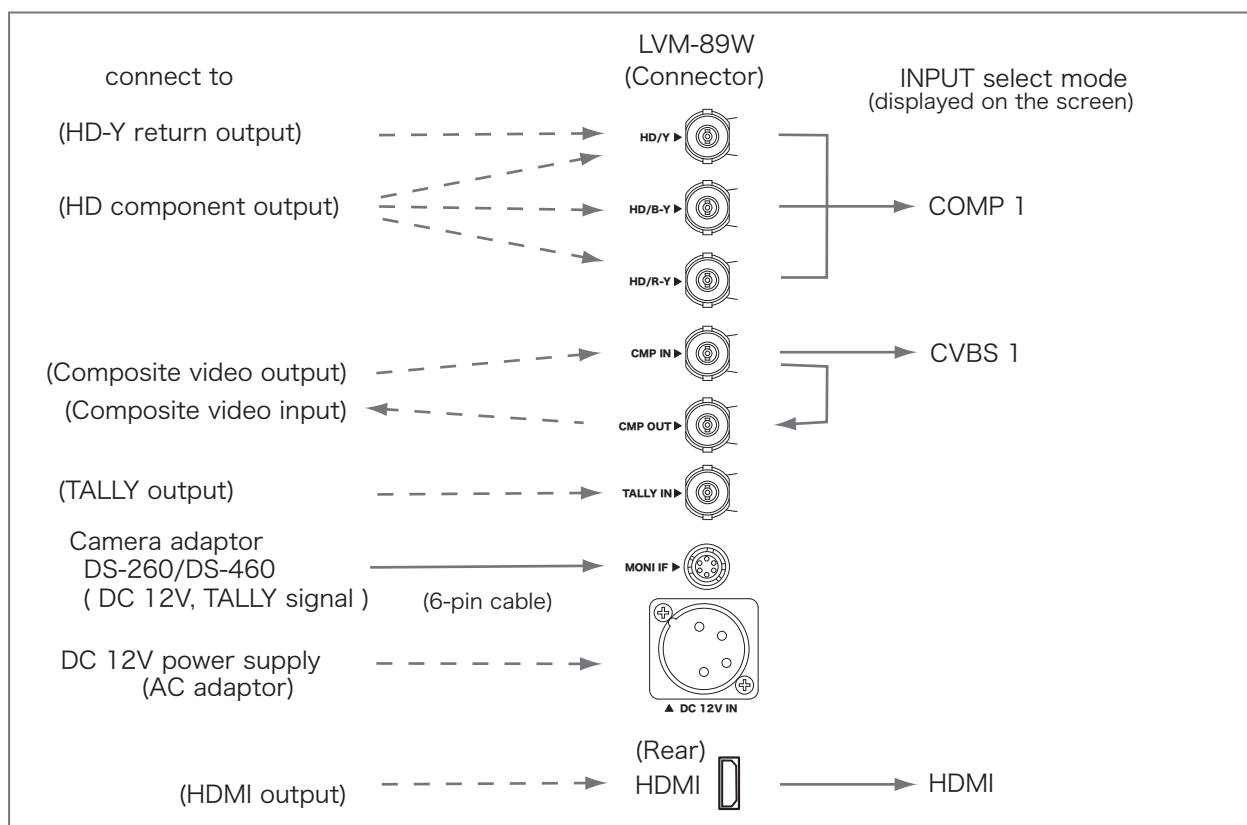 LVM-89W
connect to
(Connector)
INPUT select mode
(displayed on the screen)
(HD-Y return output)
HD/Y ▶
(HD component output)
HD/B-Y ▶
COMP 1
HD/R-Y ▶
CMP IN ▶
CVBS 1
(Composite video output)
(Composite video input)
CMP OUT ▶
(TALLY output)
TALLY IN ▶
Camera adaptor
DS-260/DS-460
MONI IF ▶
( DC 12V, TALLY signal )
(6-pin cable)
DC 12V power supply
(AC adaptor)
▲ DC 12V IN
(Rear)
HDMI
HDMI
(HDMI output)